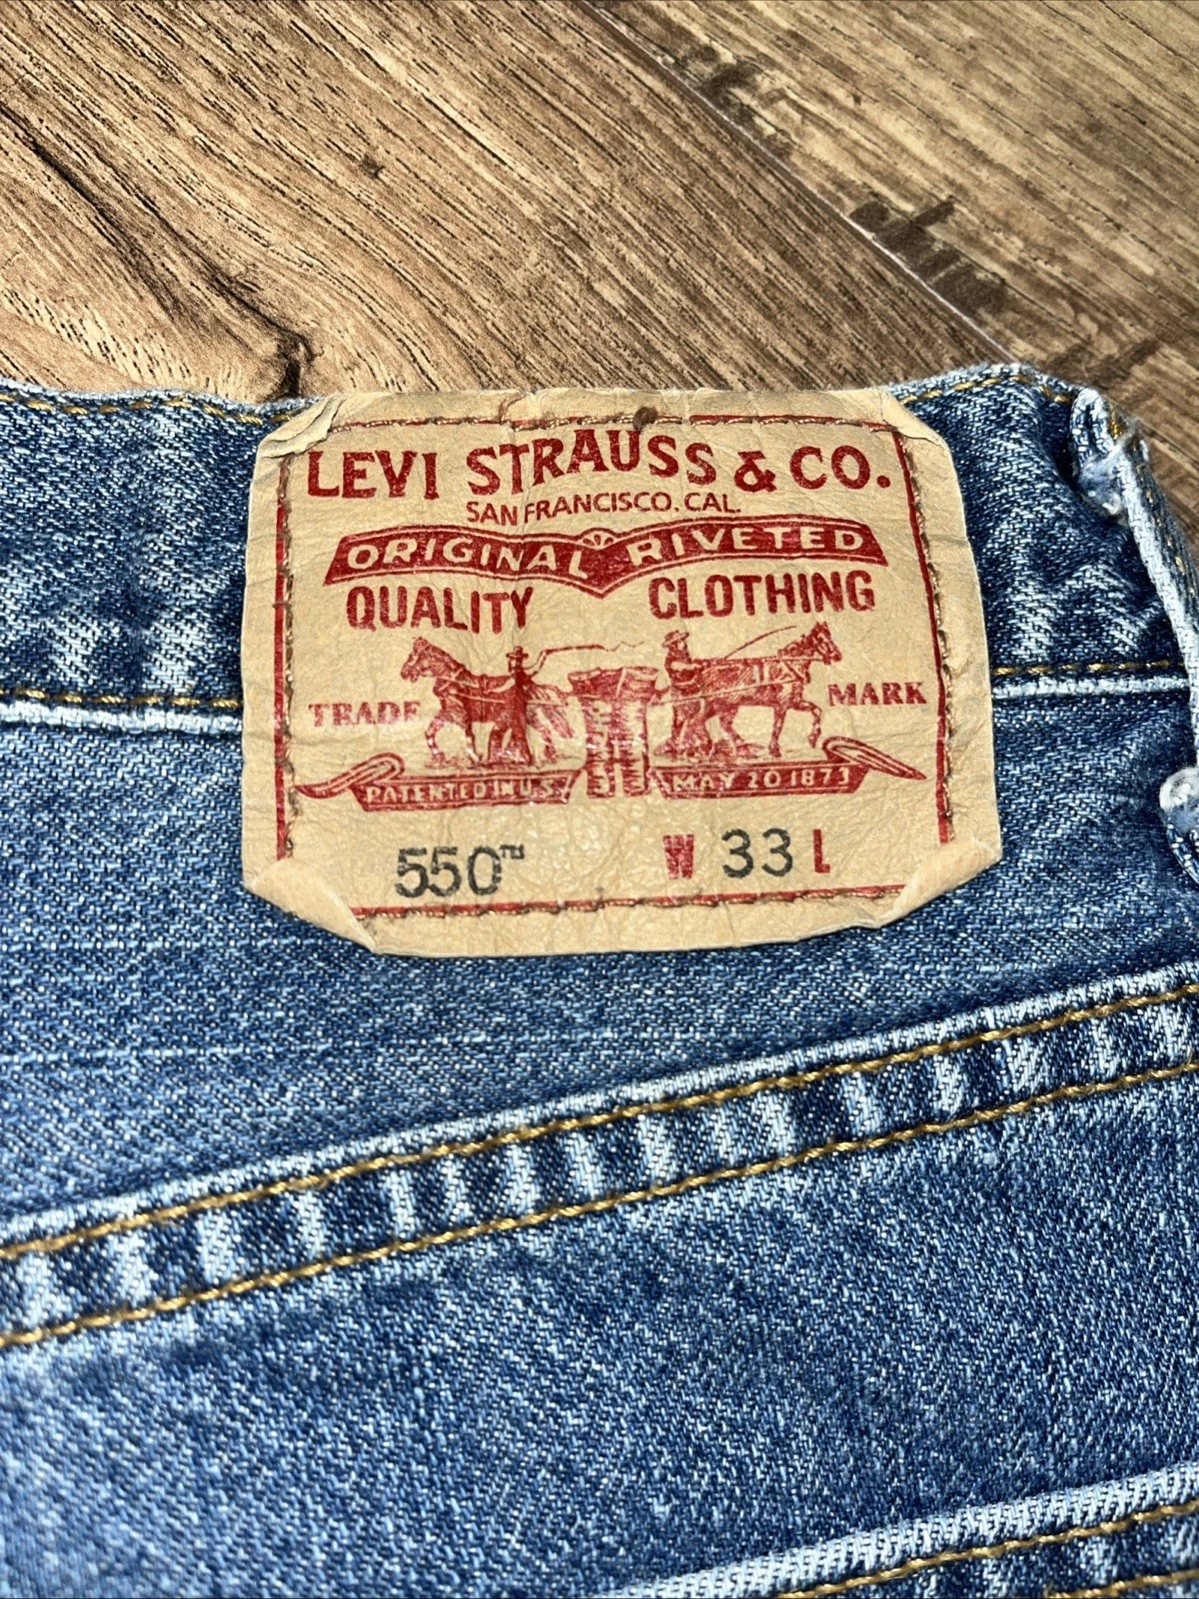 LEVI STRAUSS & CO.
SAN FRANCISCO. CAL.
ORIGINAL RIVETED
QUALITY CLOTHING
TRADE MARK
PATENTED IN U.S. MAY 20 1873
550™ W 33 L